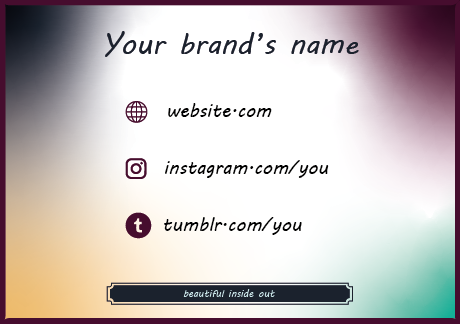 Your brand's name
website.com
instagram.com/you
tumblr.com/you
beautiful inside out